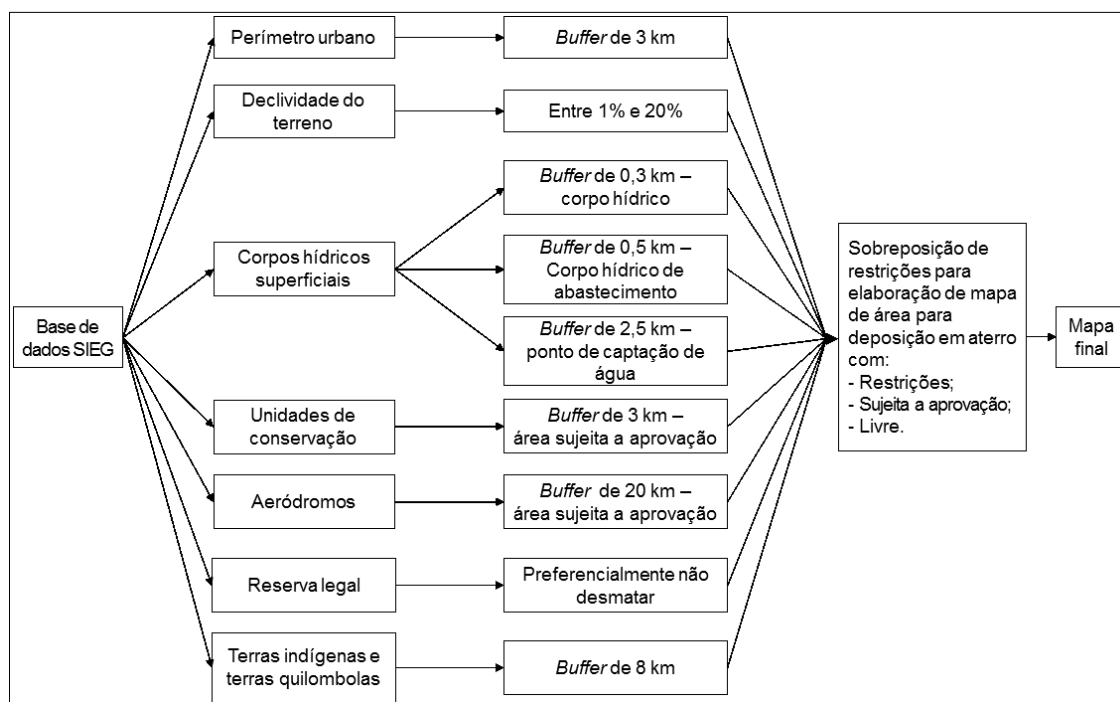 Perímetro urbano
Buffer de 3 km
Declividade do
terreno
Entre 1% e 20%
Buffer de 0,3 km –
corpo hídrico
Corpos hídricos
superficiais
Buffer de 0,5 km –
Corpo hídrico de
abastecimento
Buffer de 2,5 km –
ponto de captação de
água
Base de
dados SIEG
Unidades de
conservação
Buffer de 3 km –
área sujeita a aprovação
Aeródromos
Buffer de 20 km –
área sujeita a aprovação
Reserva legal
Preferencialmente não
desmatar
Terras indígenas e
terras quilombolas
Buffer de 8 km
Sobreposição de
restrições para
elaboração de mapa
de área para
deposição em aterro
com:
- Restrições;
- Sujeita a aprovação;
- Livre.
Mapa
final